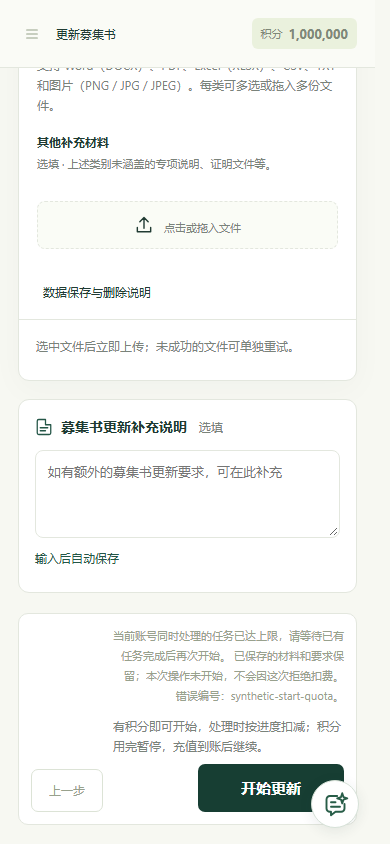 更新募集书
积分 1,000,000
支持 Word（DOCX）、PDF、Excel（XLSX）、CSV、TXT
和图片（PNG / JPG / JPEG）。每类可多选或拖入多份文
件。
其他补充材料
选填 · 上述类别未涵盖的专项说明、证明文件等。
点击或拖入文件
数据保存与删除说明
选中文件后立即上传；未成功的文件可单独重试。
募集书更新补充说明 选填
如有额外的募集书更新要求，可在此补充
输入后自动保存
当前账号同时处理的任务已达上限，请等待已有
任务完成后再次开始。 已保存的材料和要求保
留；本次操作未开始，不会因这次拒绝扣费。
错误编号：synthetic-start-quota。
有积分即可开始，处理时按进度扣减；积分
用完暂停，充值到账后继续。
上一步
开始更新